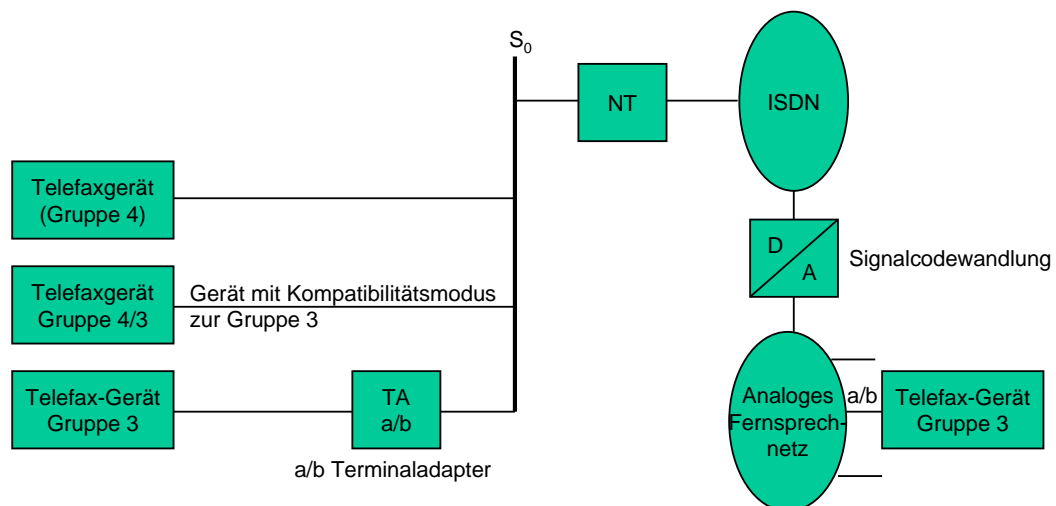 S₀
NT
ISDN
Telefaxgerät
(Gruppe 4)
D
A
Signalcodewandlung
Telefaxgerät
Gruppe 4/3
Gerät mit Kompatibilitätsmodus
zur Gruppe 3
Telefax-Gerät
Gruppe 3
TA
a/b
a/b Terminaladapter
Analoges
Fernsprech-
netz
a/b
Telefax-Gerät
Gruppe 3